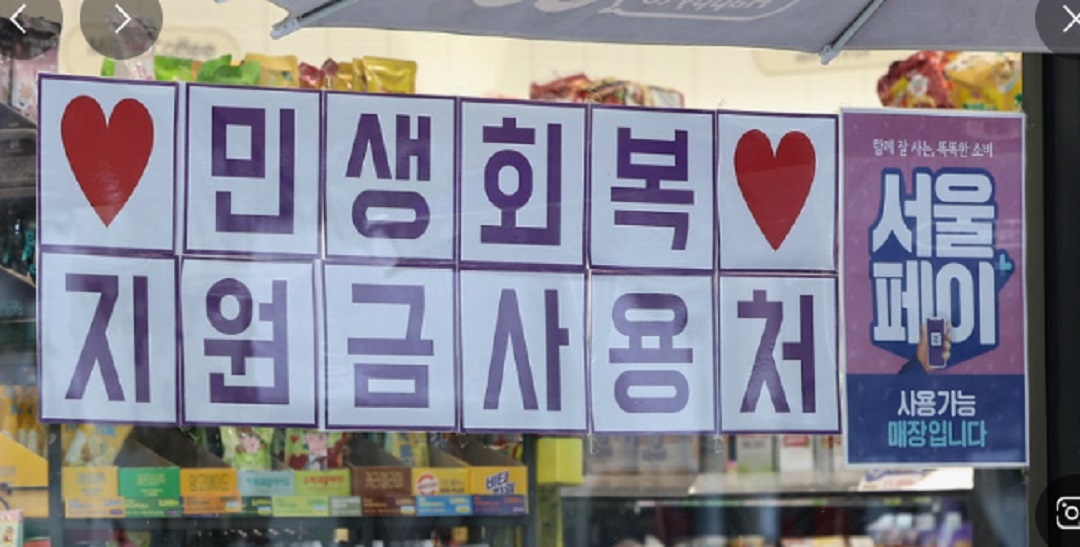 ♥민생회복♥
지원금사용처
함께 잘 사는, 똑똑한 소비
서울
페이
사용가능
매장입니다